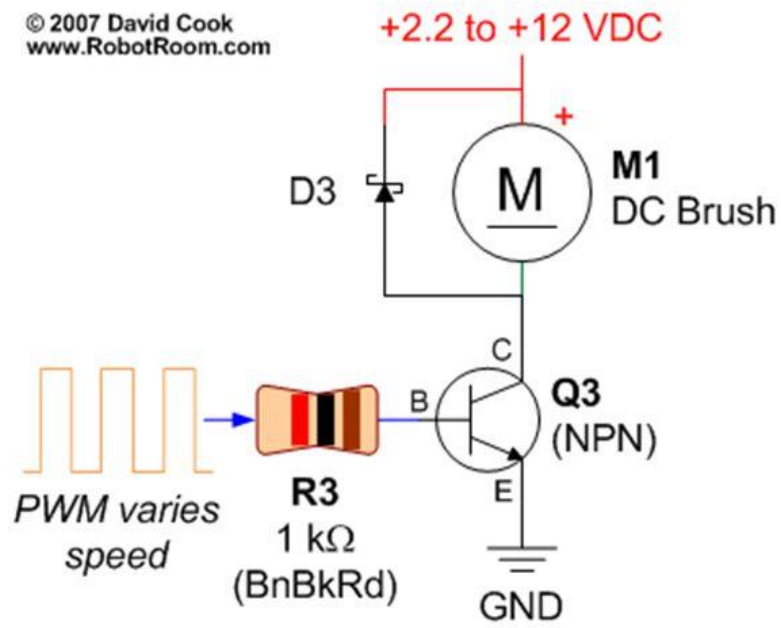 © 2007 David Cook
www.RobotRoom.com
+2.2 to +12 VDC
+
D3
M
M1
DC Brush
C
B
Q3
(NPN)
E
PWM varies
speed
R3
1 kΩ
(BnBkRd)
GND